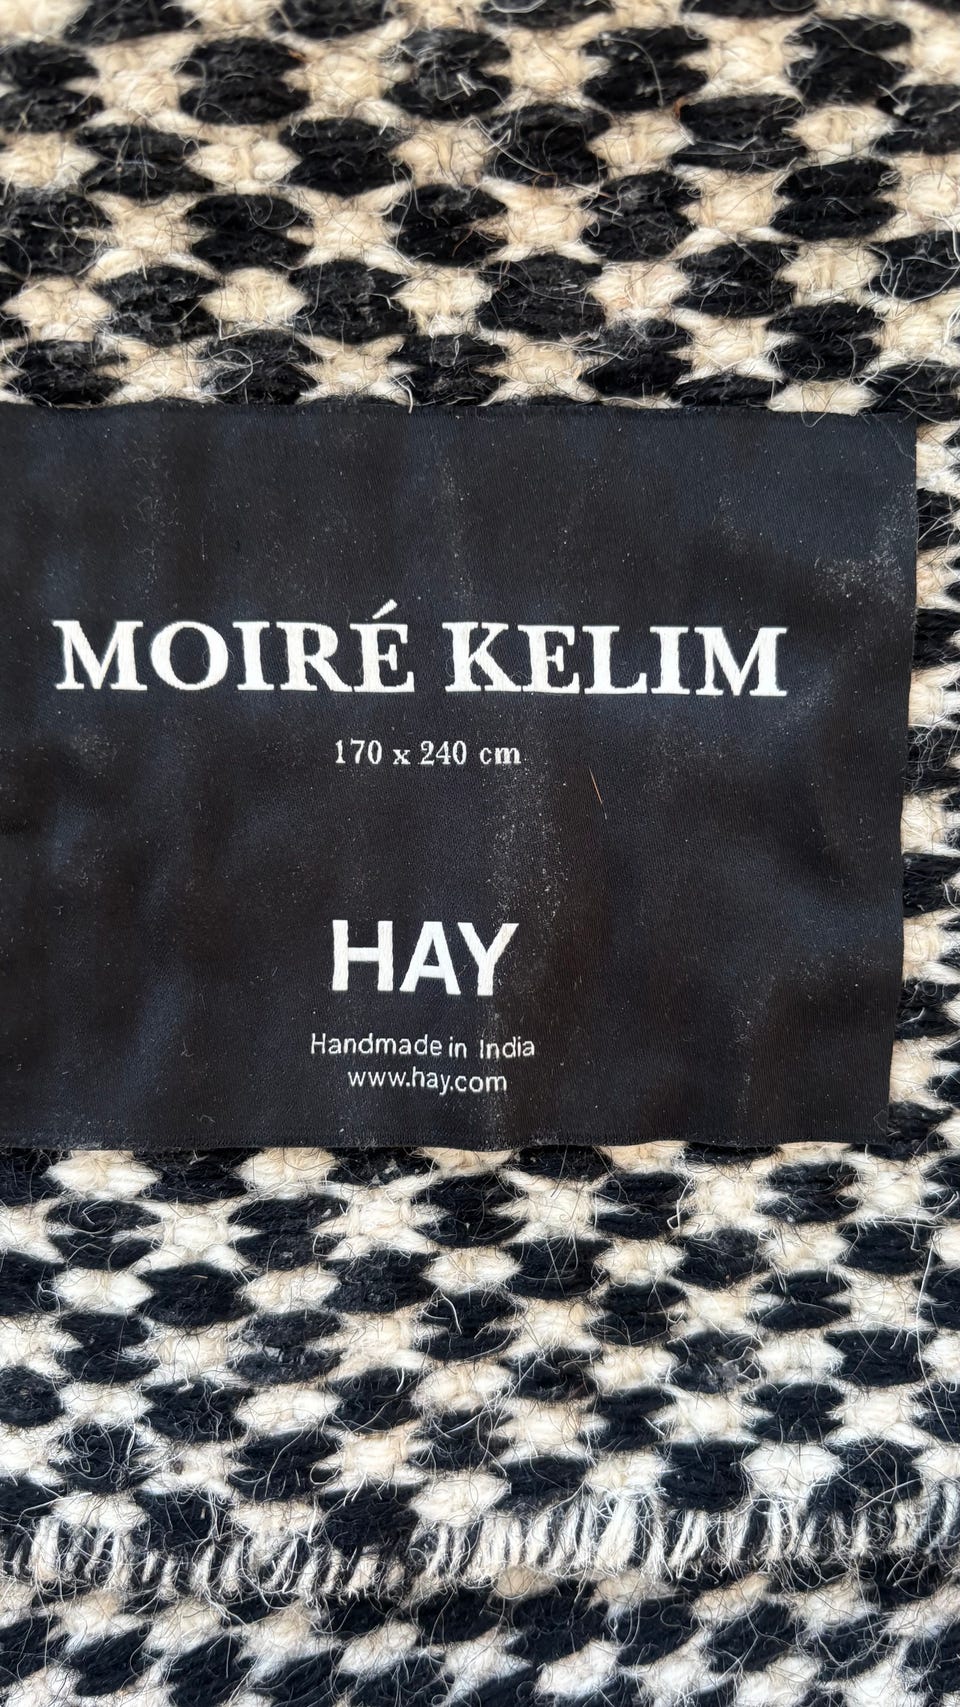 MOIRÉ KELIM
170 x 240 cm
HAY
Handmade in India
www.hay.com